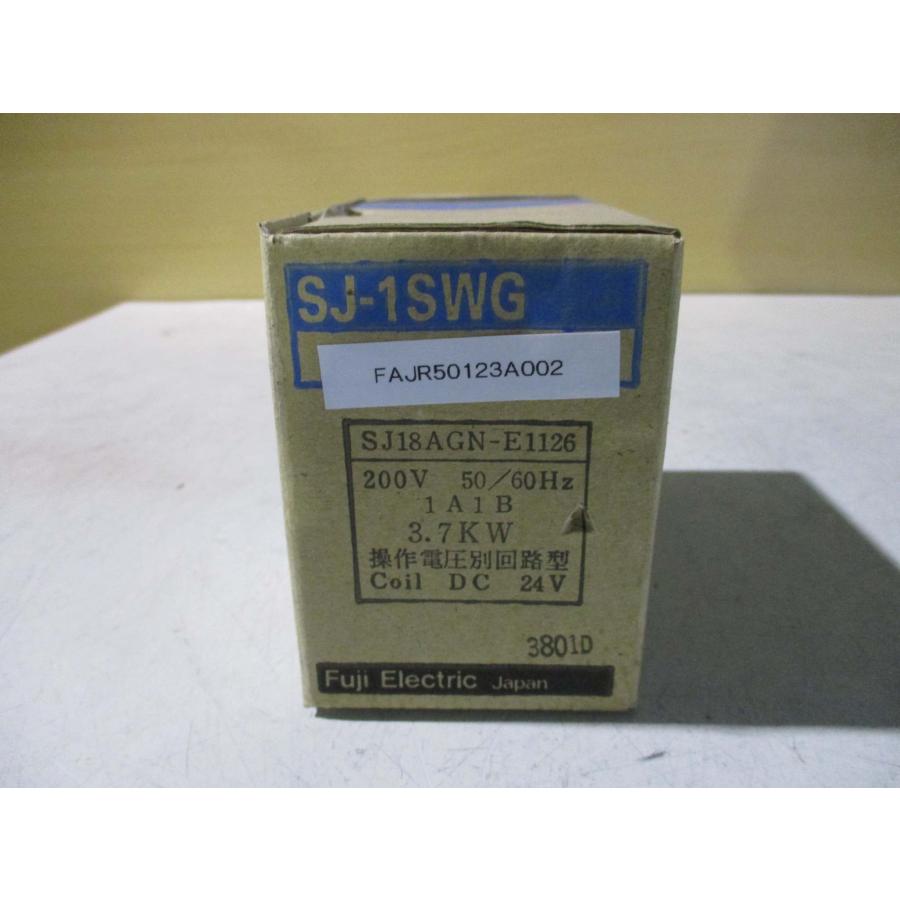 SJ-1SWG
FAJR50123A002
SJ18AGN-E1126
200V 50/60Hz
1A1B
3.7KW
操作電圧別回路型
Coil DC 24V
3801D
Fuji Electric Japan